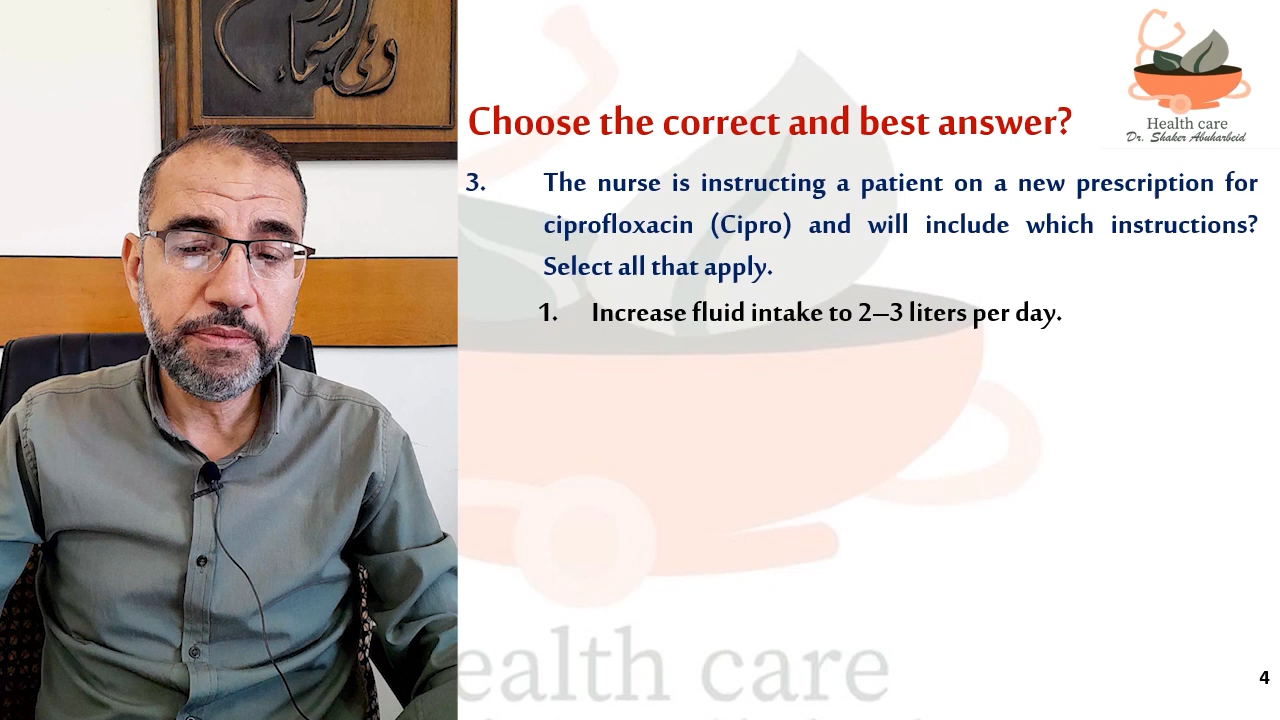 Choose the correct and best answer?
Health care
Dr. Shaker Abuharbeid
3. The nurse is instructing a patient on a new prescription for
ciprofloxacin (Cipro) and will include which instructions?
Select all that apply.
1. Increase fluid intake to 2–3 liters per day.
ealth care
4